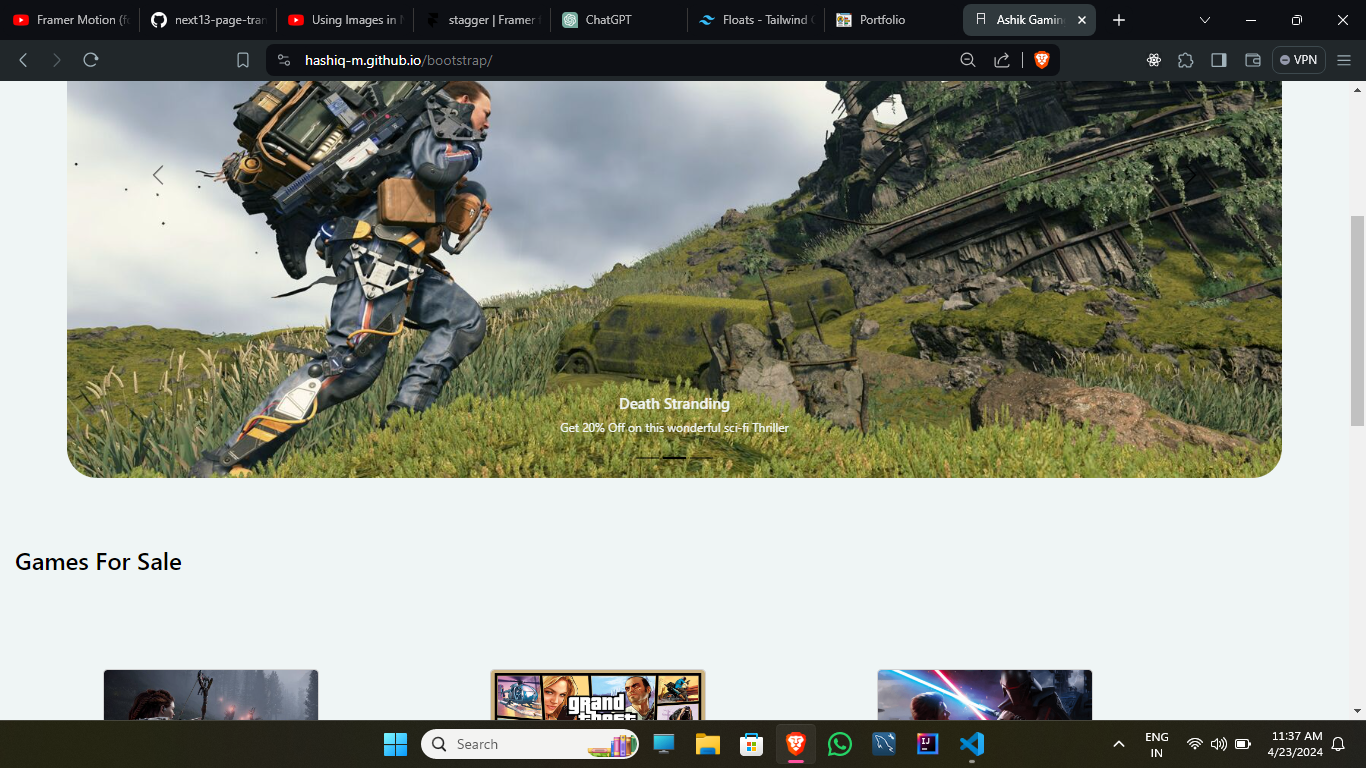 Framer Motion (fo
next13-page-tran
Using Images in N
stagger | Framer f
ChatGPT
Floats - Tailwind C
Portfolio
Ashik Gaming
hashiq-m.github.io/bootstrap/
VPN
Death Stranding
Get 20% Off on this wonderful sci-fi Thriller
Games For Sale
grand
theft
Search
ENG
IN
11:37 AM
4/23/2024